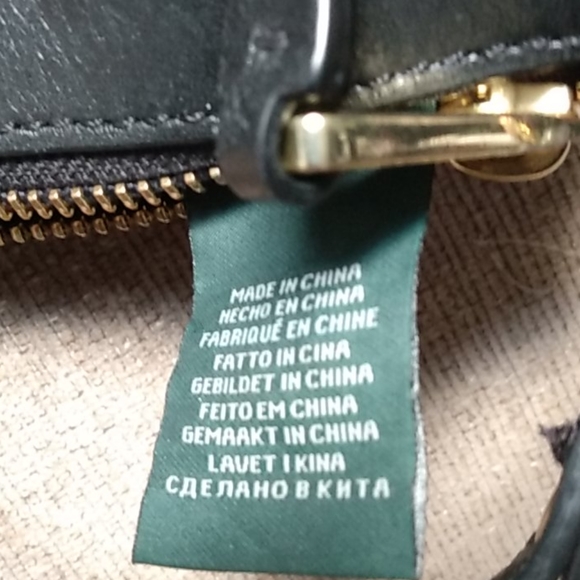 MADE IN CHINA
HECHO EN CHINA
FABRIQUÉ EN CHINE
FATTO IN CINA
GEBILDET IN CHINA
FEITO EM CHINA
GEMAAKT IN CHINA
LAVET I KINA
СДЕЛАНО В КИТА